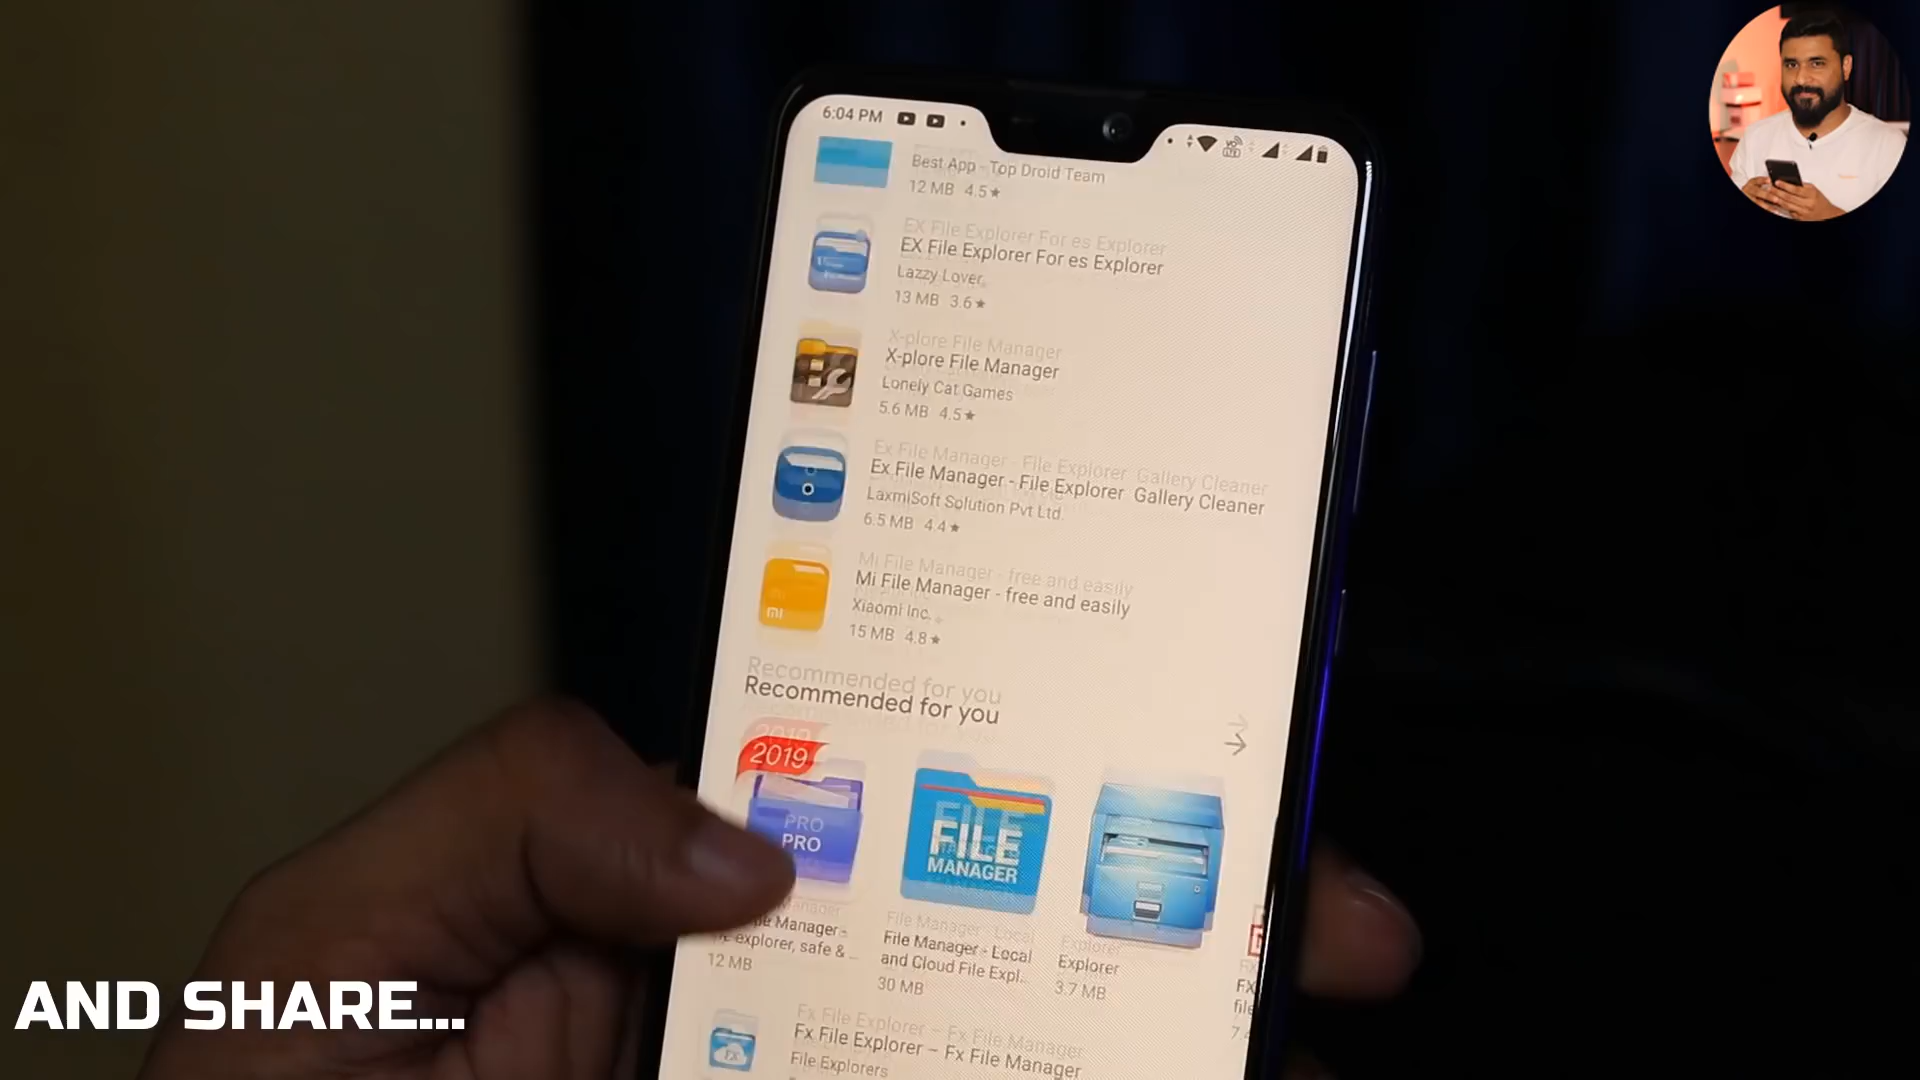 6:04 PM
Best App - Top Droid Team
12 MB 4.5★
EX File Explorer For es Explorer
Lazzy Lover
13 MB 3.6★
X-plore File Manager
Lonely Cat Games
5.6 MB 4.5★
Ex File Manager - File Explorer Gallery Cleaner
LaxmiSoft Solution Pvt Ltd.
6.5 MB 4.4★
Mi File Manager - free and easily
Xiaomi Inc.
mi
15 MB 4.8★
Recommended for you
2019
PRO
FILE
MANAGER
Manager -
explorer, safe & ...
12 MB
File Manager - Local
and Cloud File Expl...
30 MB
Explorer
3.7 MB
FX
file
FX
Fx File Explorer – Fx File Manager
File Explorers
AND SHARE...